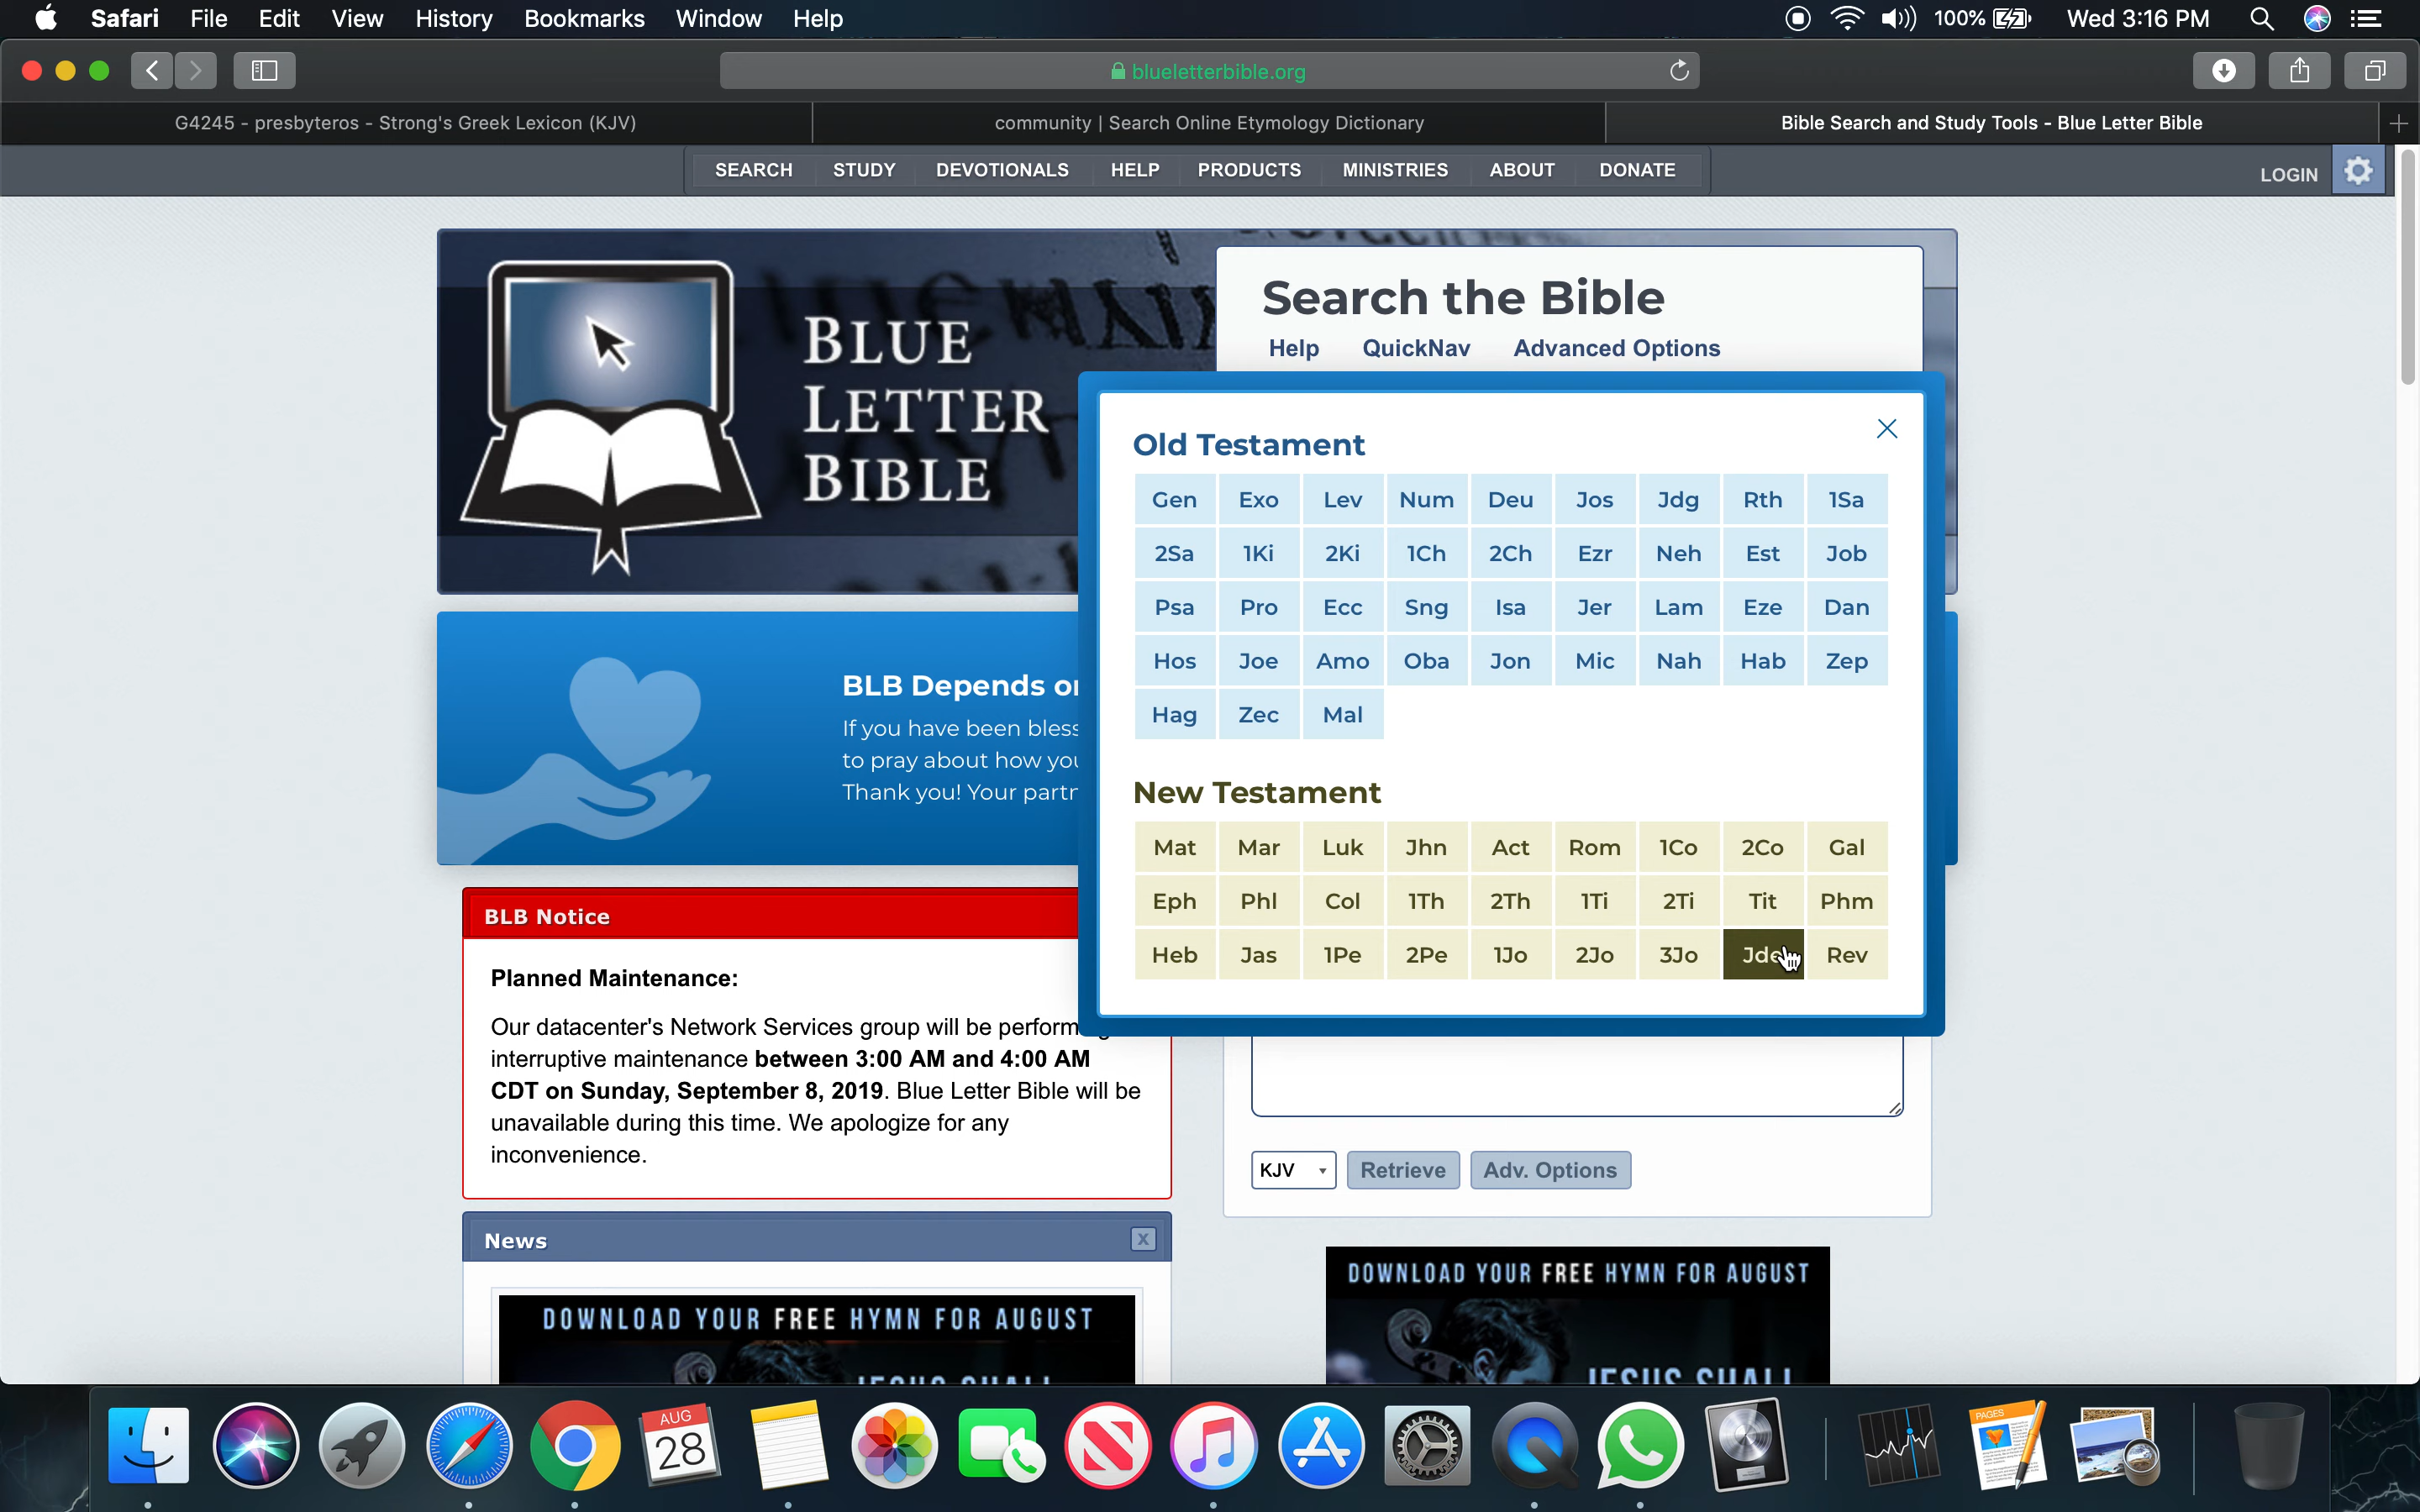 Safari File Edit View History Bookmarks Window Help 100% Wed 3:16 PM
blueletterbible.org
G4245 - presbyteros - Strong's Greek Lexicon (KJV) community | Search Online Etymology Dictionary Bible Search and Study Tools - Blue Letter Bible
SEARCH STUDY DEVOTIONALS HELP PRODUCTS MINISTRIES ABOUT DONATE LOGIN
BLUE
LETTER
BIBLE
Search the Bible
Help QuickNav Advanced Options
Old Testament
Gen Exo Lev Num Deu Jos Jdg Rth 1Sa
2Sa 1Ki 2Ki 1Ch 2Ch Ezr Neh Est Job
Psa Pro Ecc Sng Isa Jer Lam Eze Dan
Hos Joe Amo Oba Jon Mic Nah Hab Zep
Hag Zec Mal
New Testament
Mat Mar Luk Jhn Act Rom 1Co 2Co Gal
Eph Phl Col 1Th 2Th 1Ti 2Ti Tit Phm
Heb Jas 1Pe 2Pe 1Jo 2Jo 3Jo Jde Rev
BLB Depends
If you have been
to pray about how
Thank you! Your
BLB Notice
Planned Maintenance:
Our datacenter's Network Services group will be
interruptive maintenance between 3:00 AM and 4:00 AM
CDT on Sunday, September 8, 2019. Blue Letter Bible will be
unavailable during this time. We apologize for any
inconvenience.
KJV Retrieve Adv. Options
News x
DOWNLOAD YOUR FREE HYMN FOR AUGUST
DOWNLOAD YOUR FREE HYMN FOR AUGUST
JESUS SHALL
AUG
28
PAGES